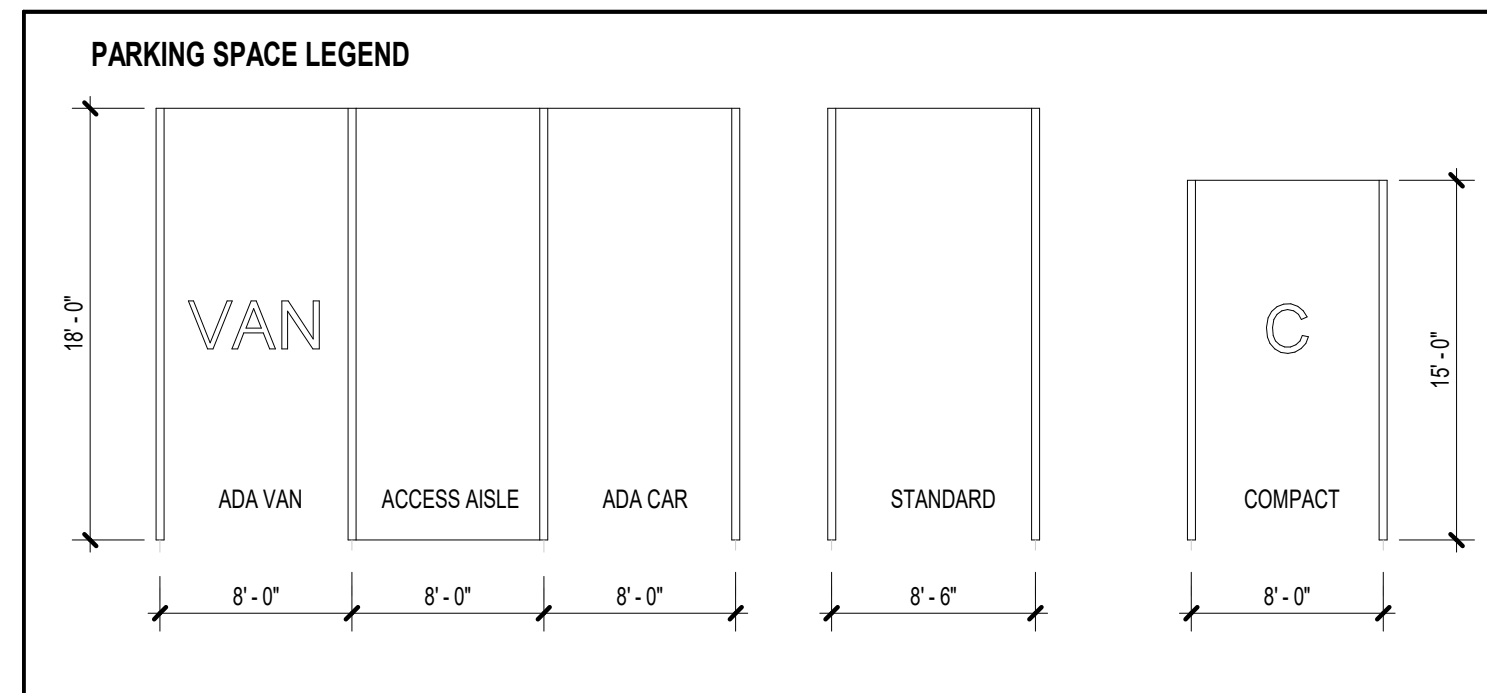 PARKING SPACE LEGEND
18' - 0"
VAN
C
15' - 0"
ADA VAN
ACCESS AISLE
ADA CAR
STANDARD
COMPACT
8' - 0"
8' - 0"
8' - 0"
8' - 6"
8' - 0"